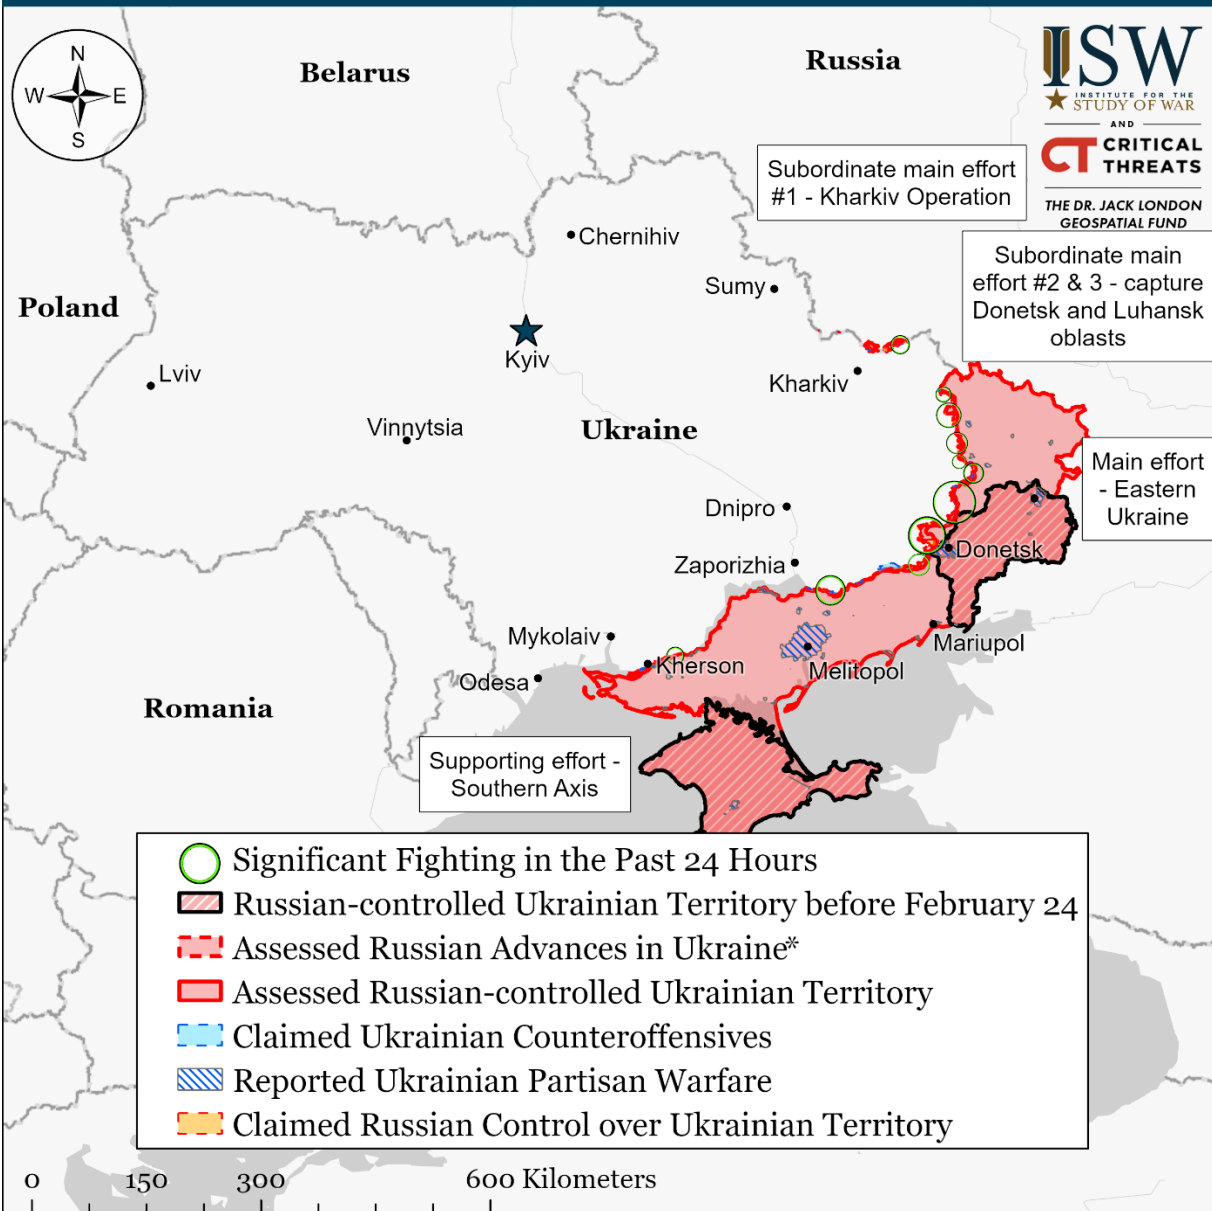 N
W E
S
Belarus
Russia
ISW
INSTITUTE FOR THE
STUDY OF WAR
AND
CT CRITICAL
THREATS
THE DR. JACK LONDON
GEOSPATIAL FUND
Subordinate main effort
#1 - Kharkiv Operation
Chernihiv
Subordinate main
effort #2 & 3 - capture
Donetsk and Luhansk
oblasts
Sumy
Poland
Kyiv
Lviv
Kharkiv
Vinnytsia
Ukraine
Main effort
- Eastern
Ukraine
Dnipro
Donetsk
Zaporizhia
Mykolaiv
Mariupol
Kherson
Melitopol
Odesa
Romania
Supporting effort -
Southern Axis
Significant Fighting in the Past 24 Hours
Russian-controlled Ukrainian Territory before February 24
Assessed Russian Advances in Ukraine*
Assessed Russian-controlled Ukrainian Territory
Claimed Ukrainian Counteroffensives
Reported Ukrainian Partisan Warfare
Claimed Russian Control over Ukrainian Territory
0 150 300 600 Kilometers